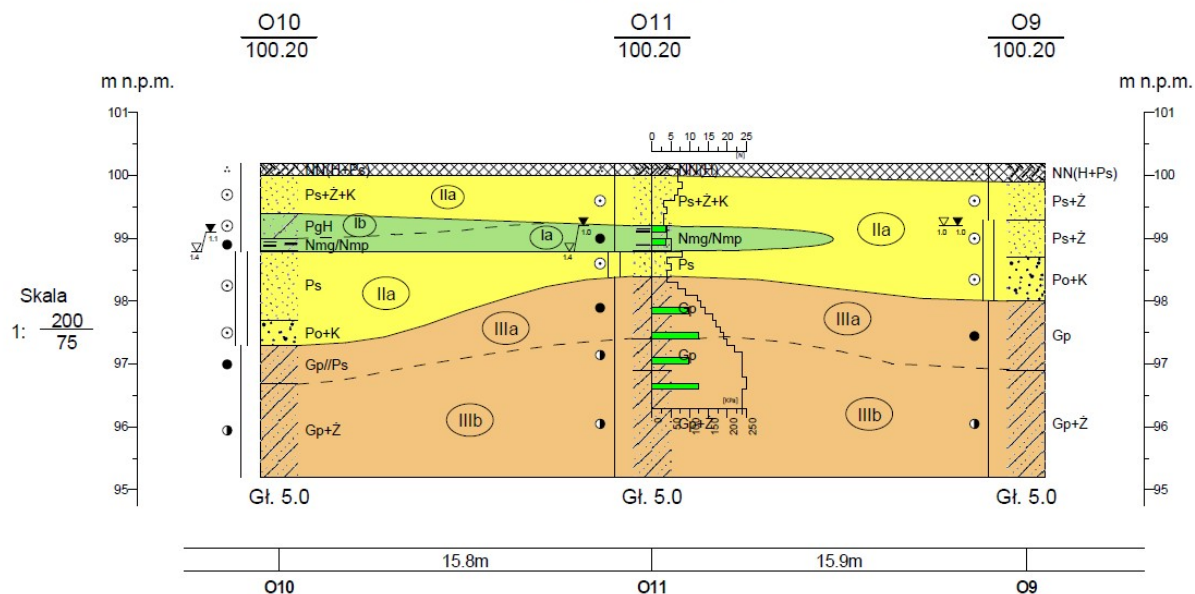 O10 O11 O9
100.20 100.20 100.20
m n.p.m. m n.p.m.
101 101
0 5 10 15 20 25
[N]
NN(H+Ps) NN(H) NN(H+Ps)
100 100
Ps+Ż+K IIa Ps+Ż+K Ps+Ż
1.1 PgH Ib 1.0 IIa 1.0 1.0
99 Ia Nmg/Nmp Ps+Ż 99
1.4 Nmg/Nmp 1.4
Ps
Ps IIa Po+K
98 98
Gp
Skala
200
1:
75
Po+K IIIa IIIa Gp
97 Gp//Ps Gp 97
[KPa]
0 50 100 150 200 250
IIIb IIIb
96 Gp+Ż Gp+Ż Gp+Ż 96
95 95
Gł. 5.0 Gł. 5.0 Gł. 5.0
15.8m 15.9m
O10 O11 O9